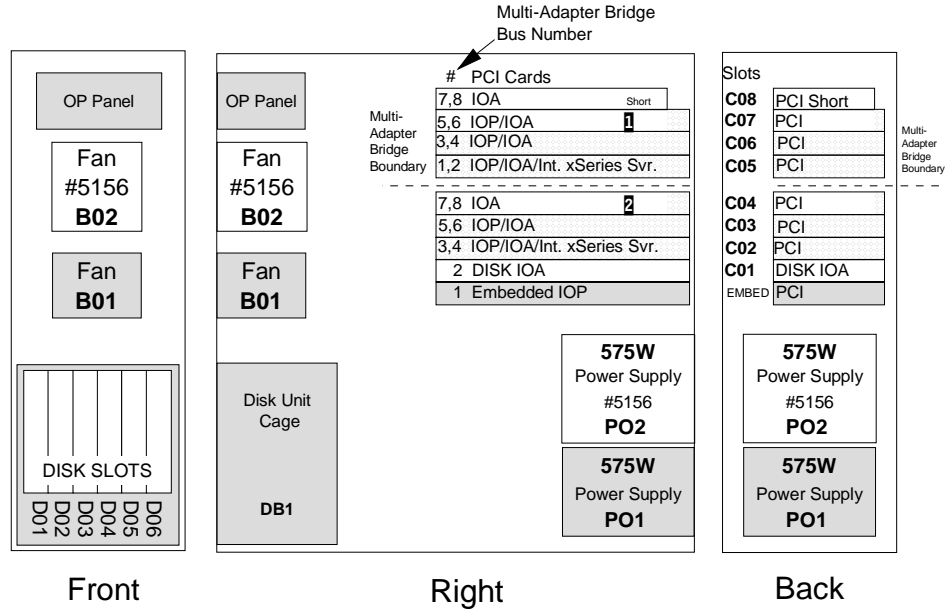 Multi-Adapter Bridge
Bus Number
OP Panel
Fan
#5156
B02
Fan
B01
DISK SLOTS
D01
D02
D03
D04
D05
D06
Front
OP Panel
Fan
#5156
B02
Fan
B01
Disk Unit
Cage
DB1
# PCI Cards
7,8 IOA Short
5,6 IOP/IOA 1
3,4 IOP/IOA
1,2 IOP/IOA/Int. xSeries Svr.
Multi-
Adapter
Bridge
Boundary
7,8 IOA 2
5,6 IOP/IOA
3,4 IOP/IOA/Int. xSeries Svr.
2 DISK IOA
1 Embedded IOP
575W
Power Supply
#5156
PO2
575W
Power Supply
PO1
Right
Slots
C08 PCI Short
C07 PCI
C06 PCI
C05 PCI
Multi-
Adapter
Bridge
Boundary
C04 PCI
C03 PCI
C02 PCI
C01 DISK IOA
EMBED PCI
575W
Power Supply
#5156
PO2
575W
Power Supply
PO1
Back